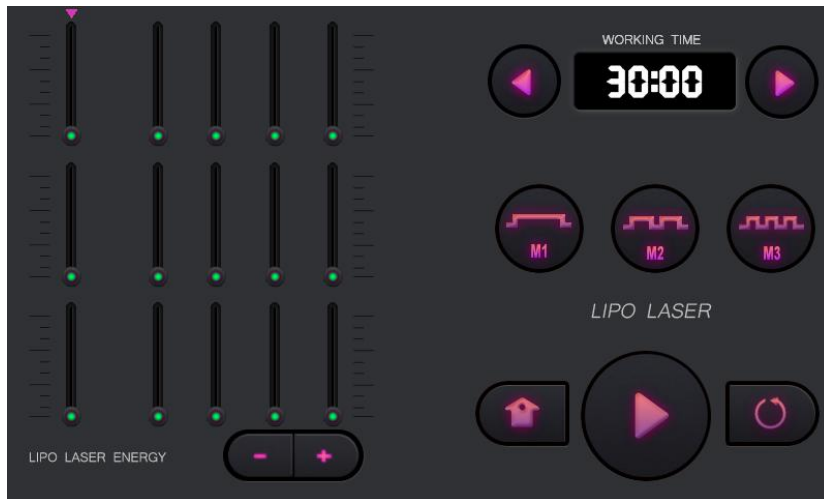 WORKING TIME
30:00
M1
M2
M3
LIPO LASER
LIPO LASER ENERGY
- +